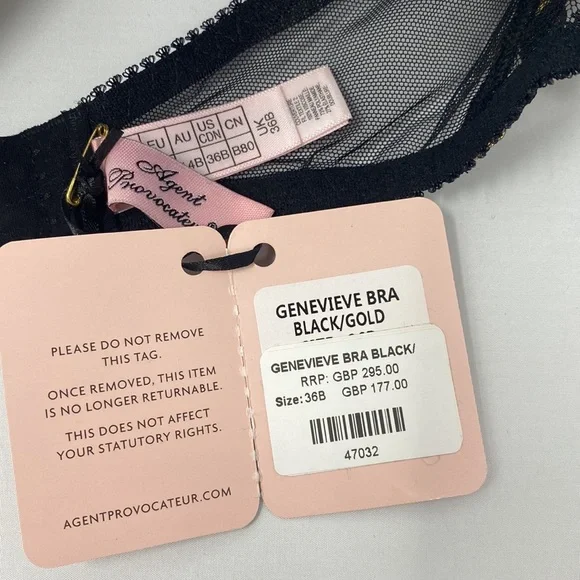 EU AU US CN UK
CDN
4B 36B B80 36B
Agent
Provocateur
PLEASE DO NOT REMOVE
THIS TAG.
ONCE REMOVED, THIS ITEM
IS NO LONGER RETURNABLE.
THIS DOES NOT AFFECT
YOUR STATUTORY RIGHTS.
AGENTPROVOCATEUR.COM
GENEVIEVE BRA
BLACK/GOLD
GENEVIEVE BRA BLACK/
RRP: GBP 295.00
Size:36B GBP 177.00
47032